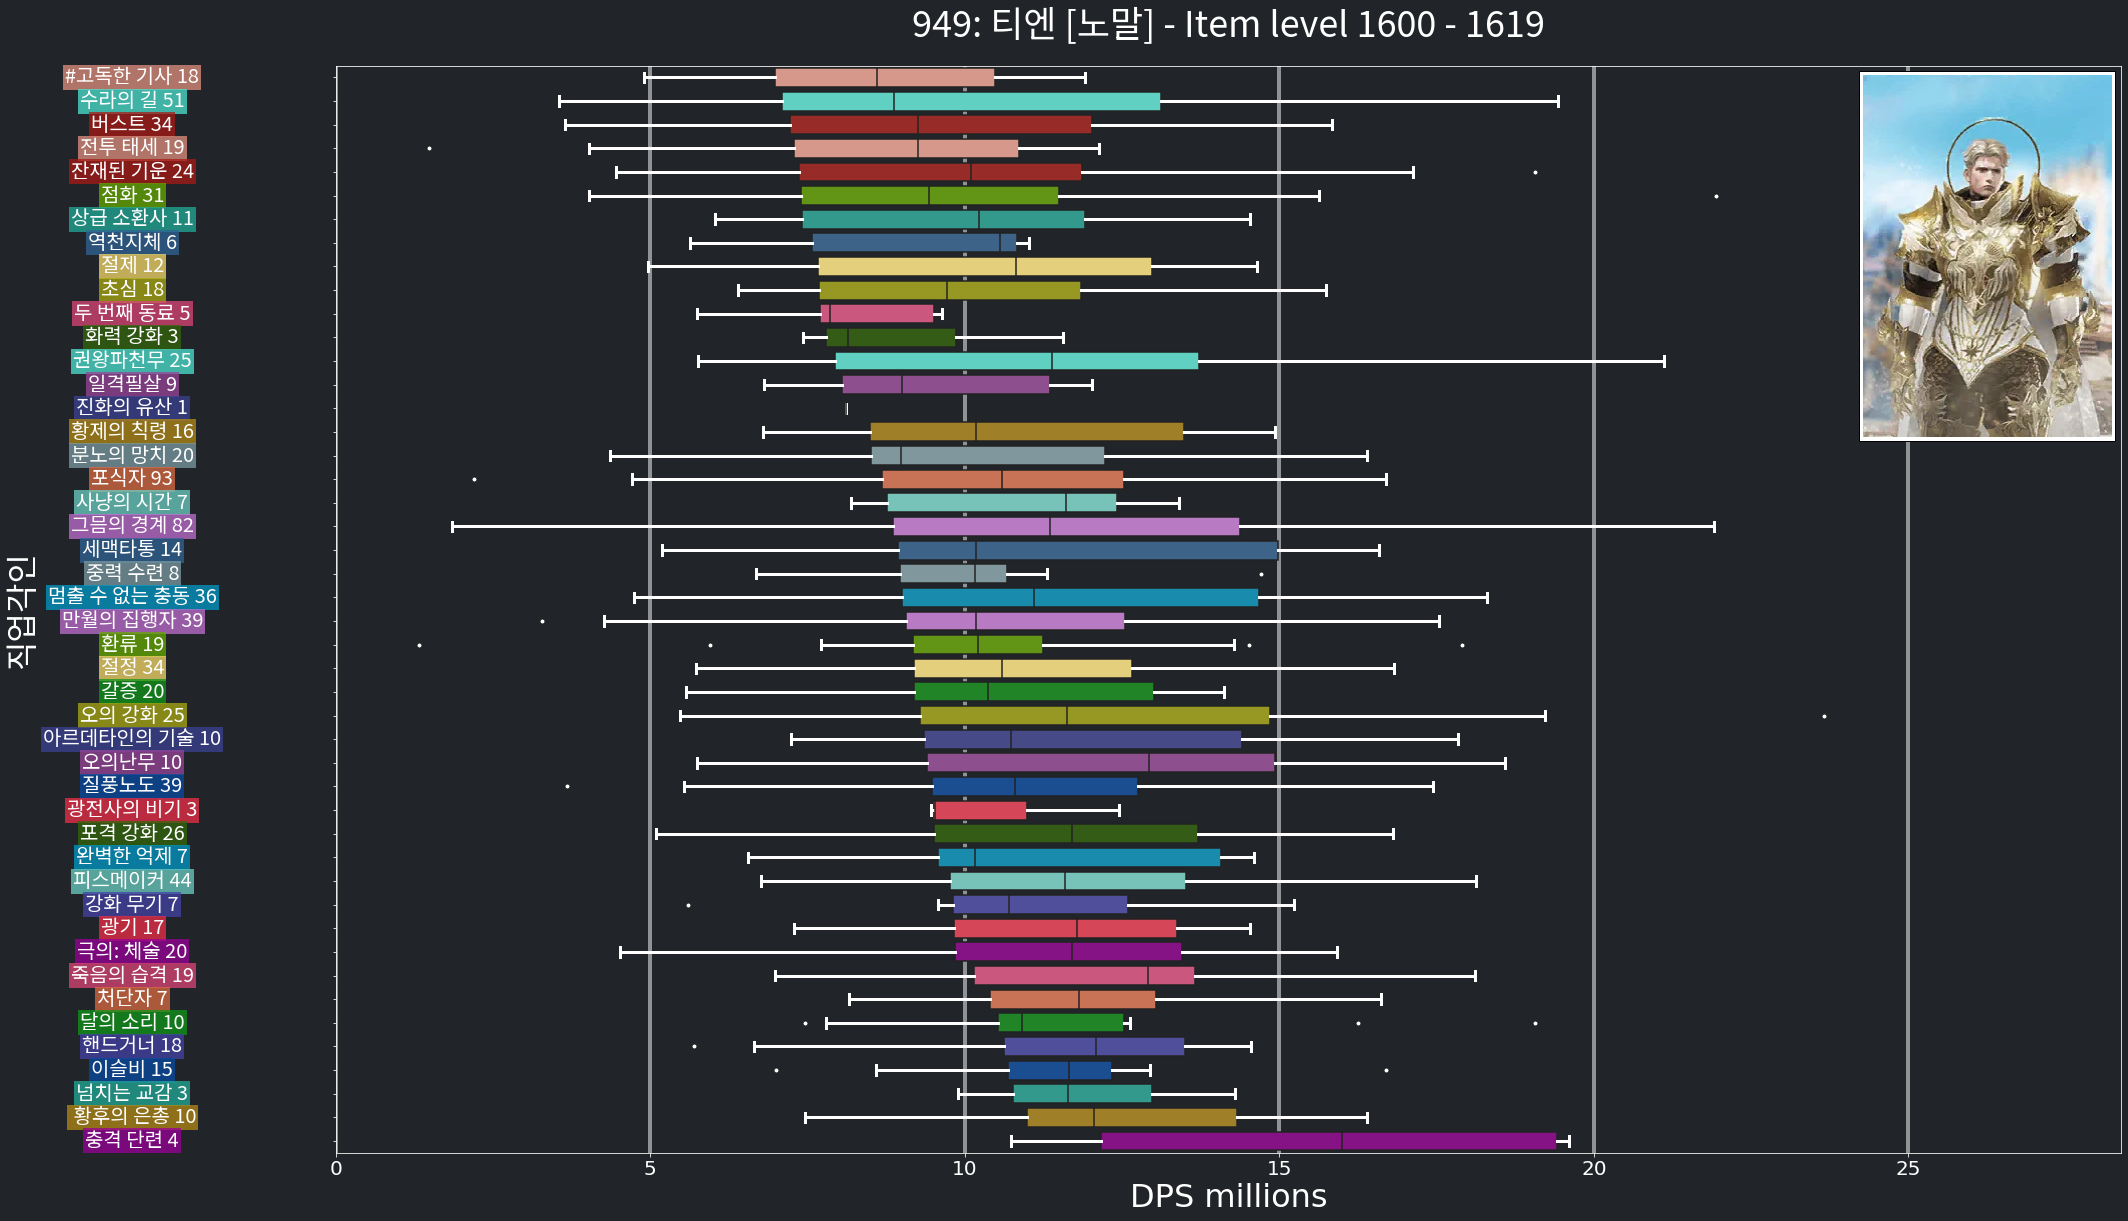 949: 티엔 [노말] - Item level 1600 - 1619
#고독한 기사 18
수라의 길 51
버스트 34
전투 태세 19
잔재된 기운 24
점화 31
상급 소환사 11
역천지체 6
절제 12
초심 18
두 번째 동료 5
화력 강화 3
권왕파천무 25
일격필살 9
진화의 유산 1
황제의 칙령 16
분노의 망치 20
포식자 93
사냥의 시간 7
그믐의 경계 82
세맥타통 14
중력 수련 8
멈출 수 없는 충동 36
만월의 집행자 39
환류 19
절정 34
갈증 20
오의 강화 25
아르데타인의 기술 10
오의난무 10
질풍노도 39
광전사의 비기 3
포격 강화 26
완벽한 억제 7
피스메이커 44
강화 무기 7
광기 17
극의: 체술 20
죽음의 습격 19
처단자 7
달의 소리 10
핸드거너 18
이슬비 15
넘치는 교감 3
황후의 은총 10
충격 단련 4
직업각인
0 5 10 15 20 25
DPS millions